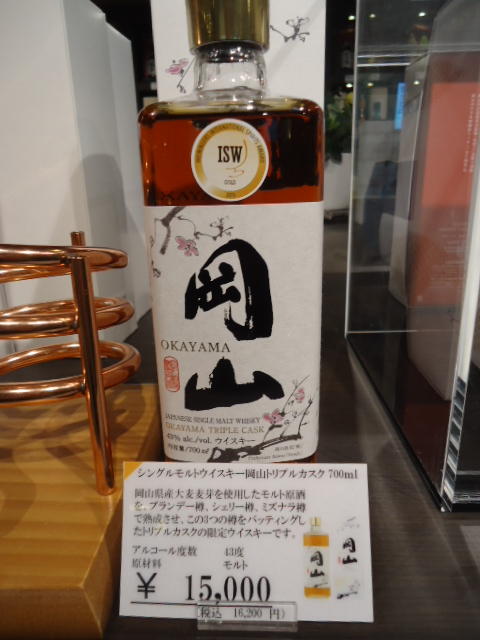 ISW
GOLD
岡山
OKAYAMA
JAPANESE SINGLE MALT WHISKY
OKAYAMA TRIPLE CASK
43% alc./vol. ウイスキー
内容量/700ml
シングルモルトウイスキー岡山トリプルカスク 700ml
岡山県産大麦麦芽を使用したモルト原酒
を、ブランデー樽、シェリー樽、ミズナラ樽
で熟成させ、この3つの樽をバッティングし
たトリプルカスクの限定ウイスキーです。
アルコール度数 43度
原材料 モルト
¥ 15,000
(税込 16,200 円)
岡山